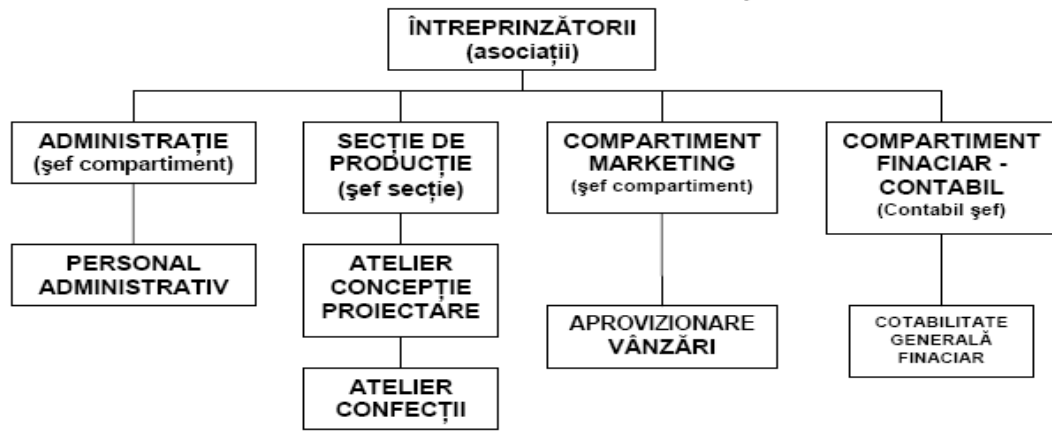 ÎNTREPRINZĂTORII
(asociații)
ADMINISTRAȚIE
(şef compartiment)
SECȚIE DE
PRODUCȚIE
(şef secție)
COMPARTIMENT
MARKETING
(şef compartiment)
COMPARTIMENT
FINACIAR -
CONTABIL
(Contabil şef)
PERSONAL
ADMINISTRATIV
ATELIER
CONCEPȚIE
PROIECTARE
APROVIZIONARE
VÂNZĂRI
COTABILITATE
GENERALĂ
FINACIAR
ATELIER
CONFECȚII